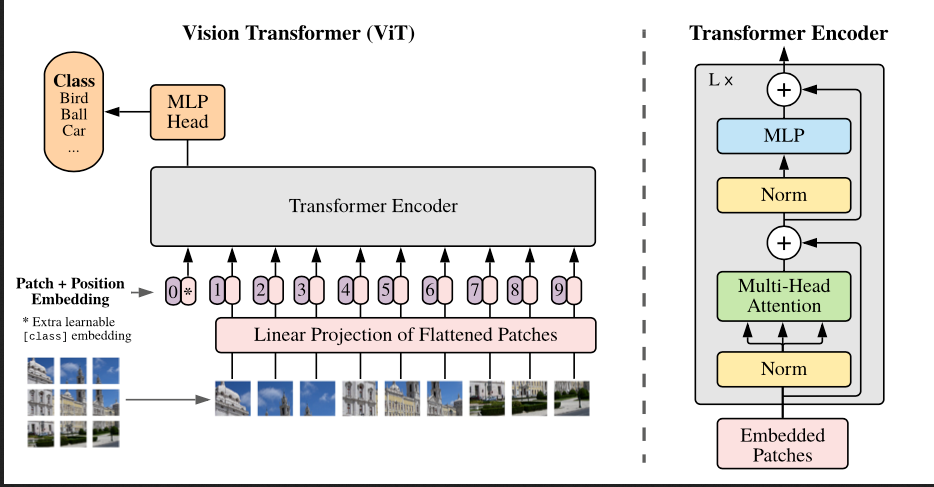 Vision Transformer (ViT)
Class
Bird
Ball
Car
...
MLP
Head
Transformer Encoder
Patch + Position
Embedding
* Extra learnable
[class] embedding
0 *
1
2
3
4
5
6
7
8
9
Linear Projection of Flattened Patches
Transformer Encoder
L x
+
MLP
Norm
+
Multi-Head
Attention
Norm
Embedded
Patches